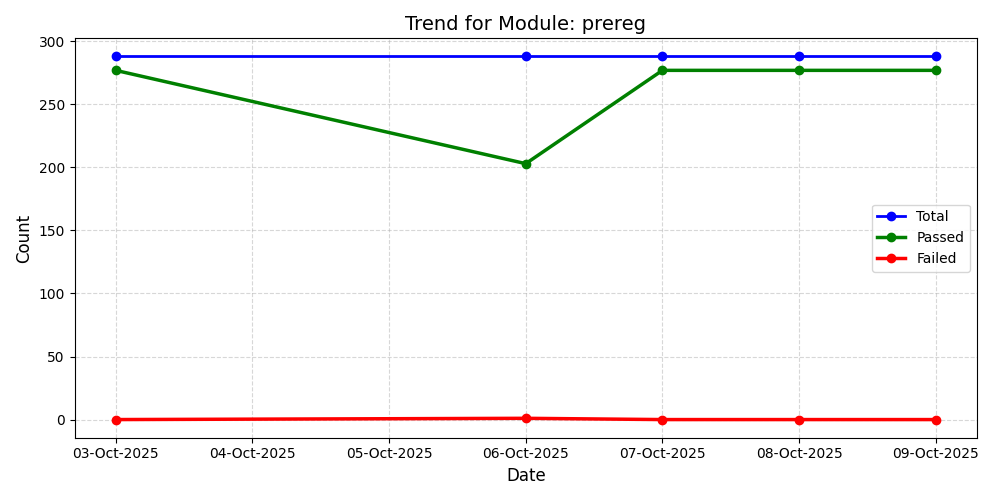 Trend for Module: prereg
300
250
200
150
100
50
0
Count
Total
Passed
Failed
03-Oct-2025
04-Oct-2025
05-Oct-2025
06-Oct-2025
07-Oct-2025
08-Oct-2025
09-Oct-2025
Date